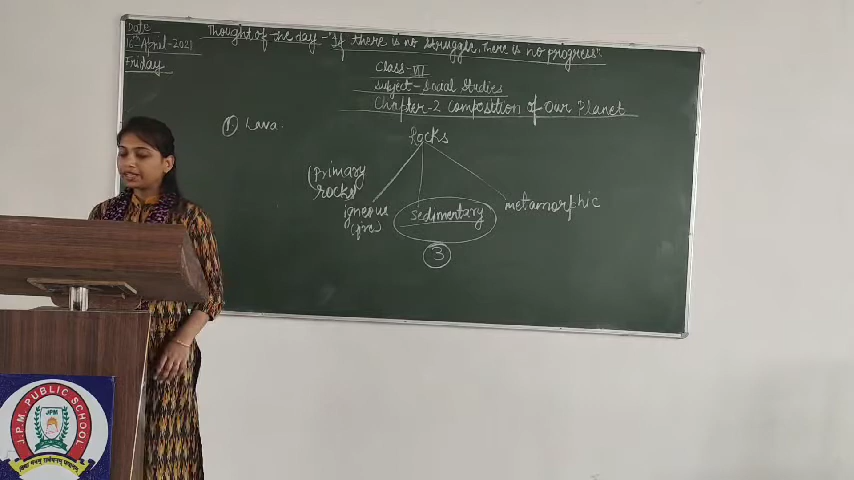 Date
16-April-2021
Friday
Thought of the day - "If there is no struggle, There is no progress".
Class - VII
Subject - Social Studies
Chapter-2 Composition of Our Planet
① Lava.
Rocks
(Primary
rocks)
igneous
(fire)
Sedimentary
metamorphic
3
J.P.M. PUBLIC SCHOOL
JPM